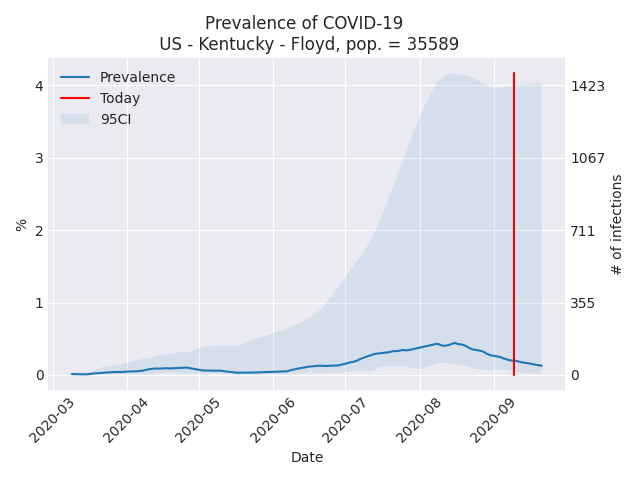 Prevalence of COVID-19
US - Kentucky - Floyd, pop. = 35589
Prevalence
Today
95CI
%
4
3
2
1
0
1423
1067
711
355
0
# of infections
2020-03
2020-04
2020-05
2020-06
2020-07
2020-08
2020-09
Date